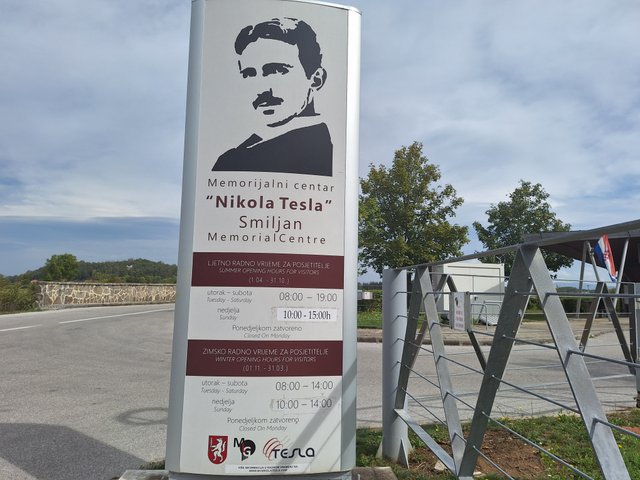 Memorijalni centar
"Nikola Tesla"
Smiljan
Memorial Centre
LJETNO RADNO VRIJEME ZA POSJETITELJE
SUMMER OPENING HOURS FOR VISITORS
(1.04. - 31.10.)
utorak – subota 08:00 – 19:00
Tuesday - Saturday
nedjelja 10:00 - 15:00h
Sunday
Ponedjeljkom zatvoreno
Closed On Monday
ZIMSKO RADNO VRIJEME ZA POSJETITELJE
WINTER OPENING HOURS FOR VISITORS
(01.11. - 31.03.)
utorak - subota 08:00 – 14:00
Tuesday - Saturday
nedjelja 10:00 – 14:00
Sunday
Ponedjeljkom zatvoreno
Closed On Monday
TESLA